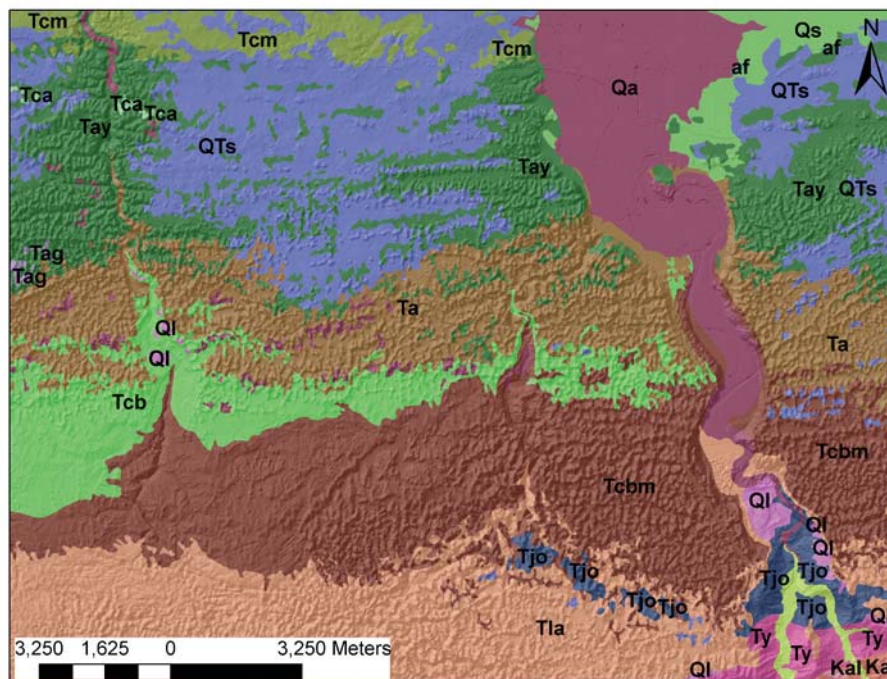 Tcm
Tcm
Tcm
Qs
af
af
N
Qa
Tca
Tca
Tca
Tay
QTs
QTs
Tay
Tay
QTs
Tag
Tag
Ta
Ql
Ql
Ta
Tcb
Tcbm
Tcbm
Ql
Ql
Ql
Tjo
Tjo
Tjo
Tjo
Tjo
Tjo
Tjo
Q
Tla
Ty
Ty
Ty
Ql
Kal
Ka
3,250 1,625 0 3,250 Meters